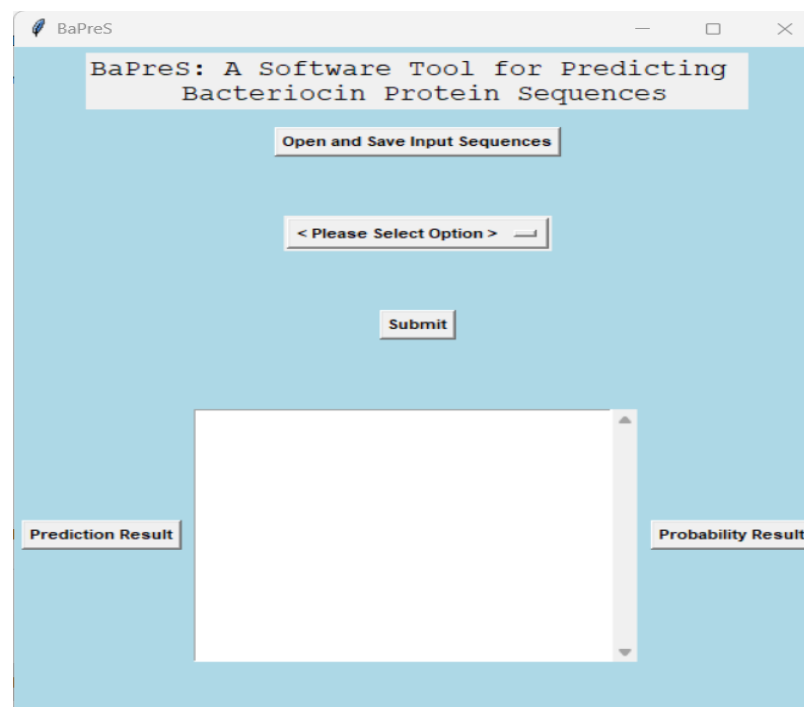 BaPreS
BaPreS: A Software Tool for Predicting
Bacteriocin Protein Sequences
Open and Save Input Sequences
< Please Select Option >
Submit
Prediction Result
Probability Result